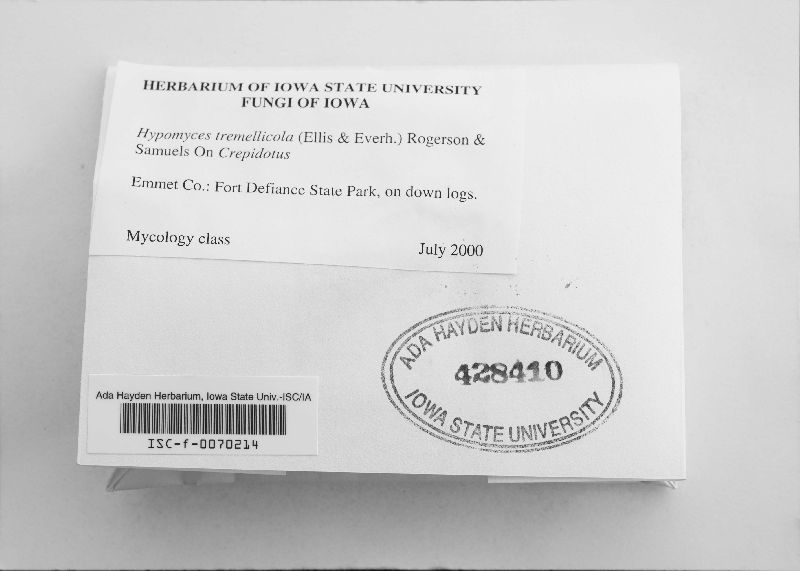 HERBARIUM OF IOWA STATE UNIVERSITY
FUNGI OF IOWA
Hypomyces tremellicola (Ellis & Everh.) Rogerson &
Samuels On Crepidotus
Emmet Co.: Fort Defiance State Park, on down logs.
Mycology class July 2000
ADA HAYDEN HERBARIUM
428410
IOWA STATE UNIVERSITY
Ada Hayden Herbarium, Iowa State Univ.-ISC/IA
ISC-f-0070214